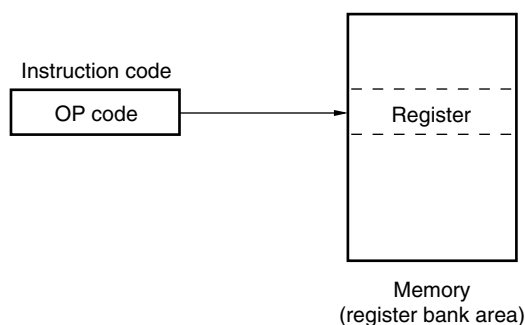 Instruction code
OP code
Register
Memory
(register bank area)